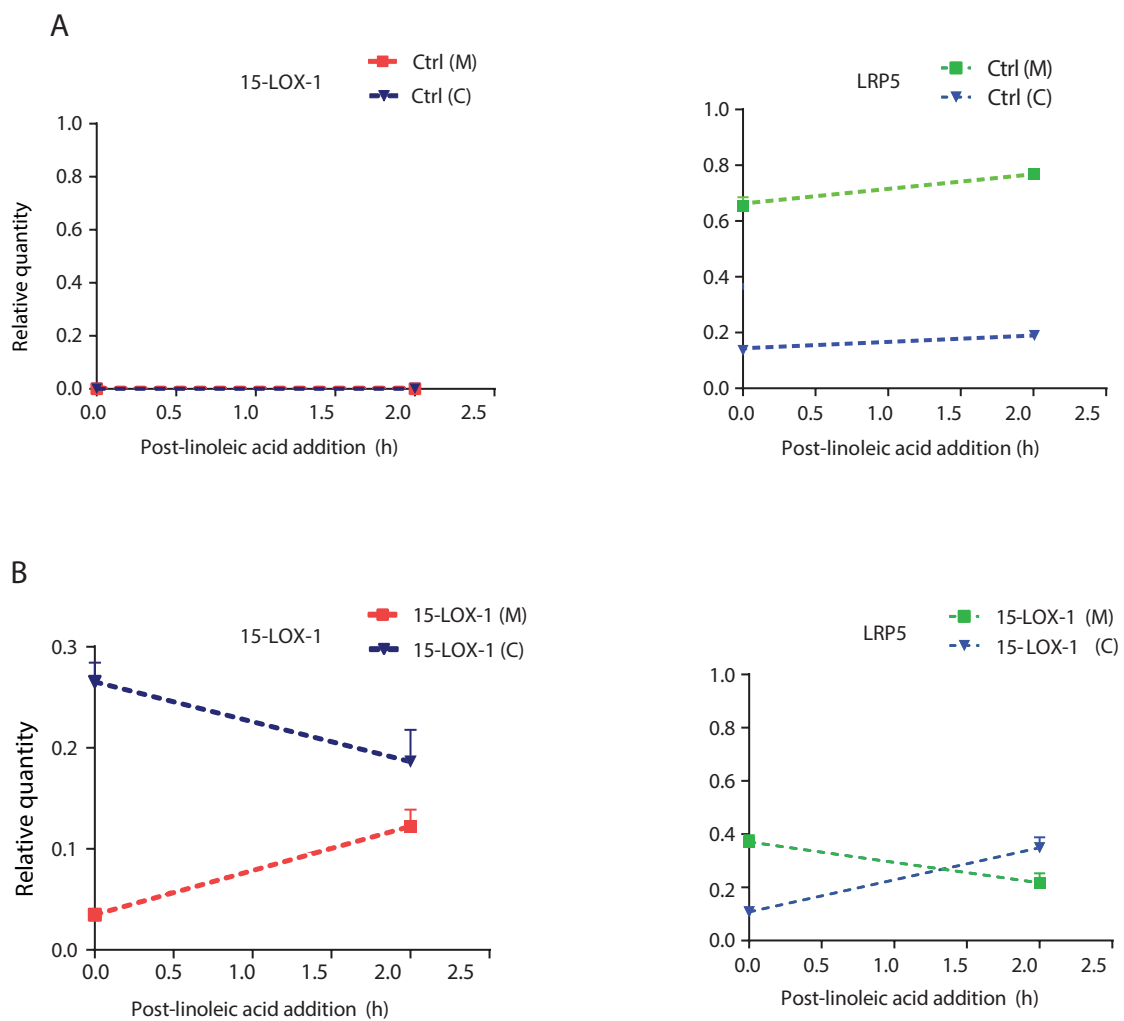 A
15-LOX-1
Ctrl (M)
Ctrl (C)
1.0
0.8
0.6
0.4
0.2
0.0
Relative quantity
0.0 0.5 1.0 1.5 2.0 2.5
Post-linoleic acid addition (h)
LRP5
Ctrl (M)
Ctrl (C)
1.0
0.8
0.6
0.4
0.2
0.0
0.0 0.5 1.0 1.5 2.0 2.5
Post-linoleic acid addition (h)
B
15-LOX-1
15-LOX-1 (M)
15-LOX-1 (C)
0.3
0.2
0.1
0.0
Relative quantity
0.0 0.5 1.0 1.5 2.0 2.5
Post-linoleic acid addition (h)
LRP5
15-LOX-1 (M)
15-LOX-1 (C)
1.0
0.8
0.6
0.4
0.2
0.0
0.0 0.5 1.0 1.5 2.0 2.5
Post-linoleic acid addition (h)